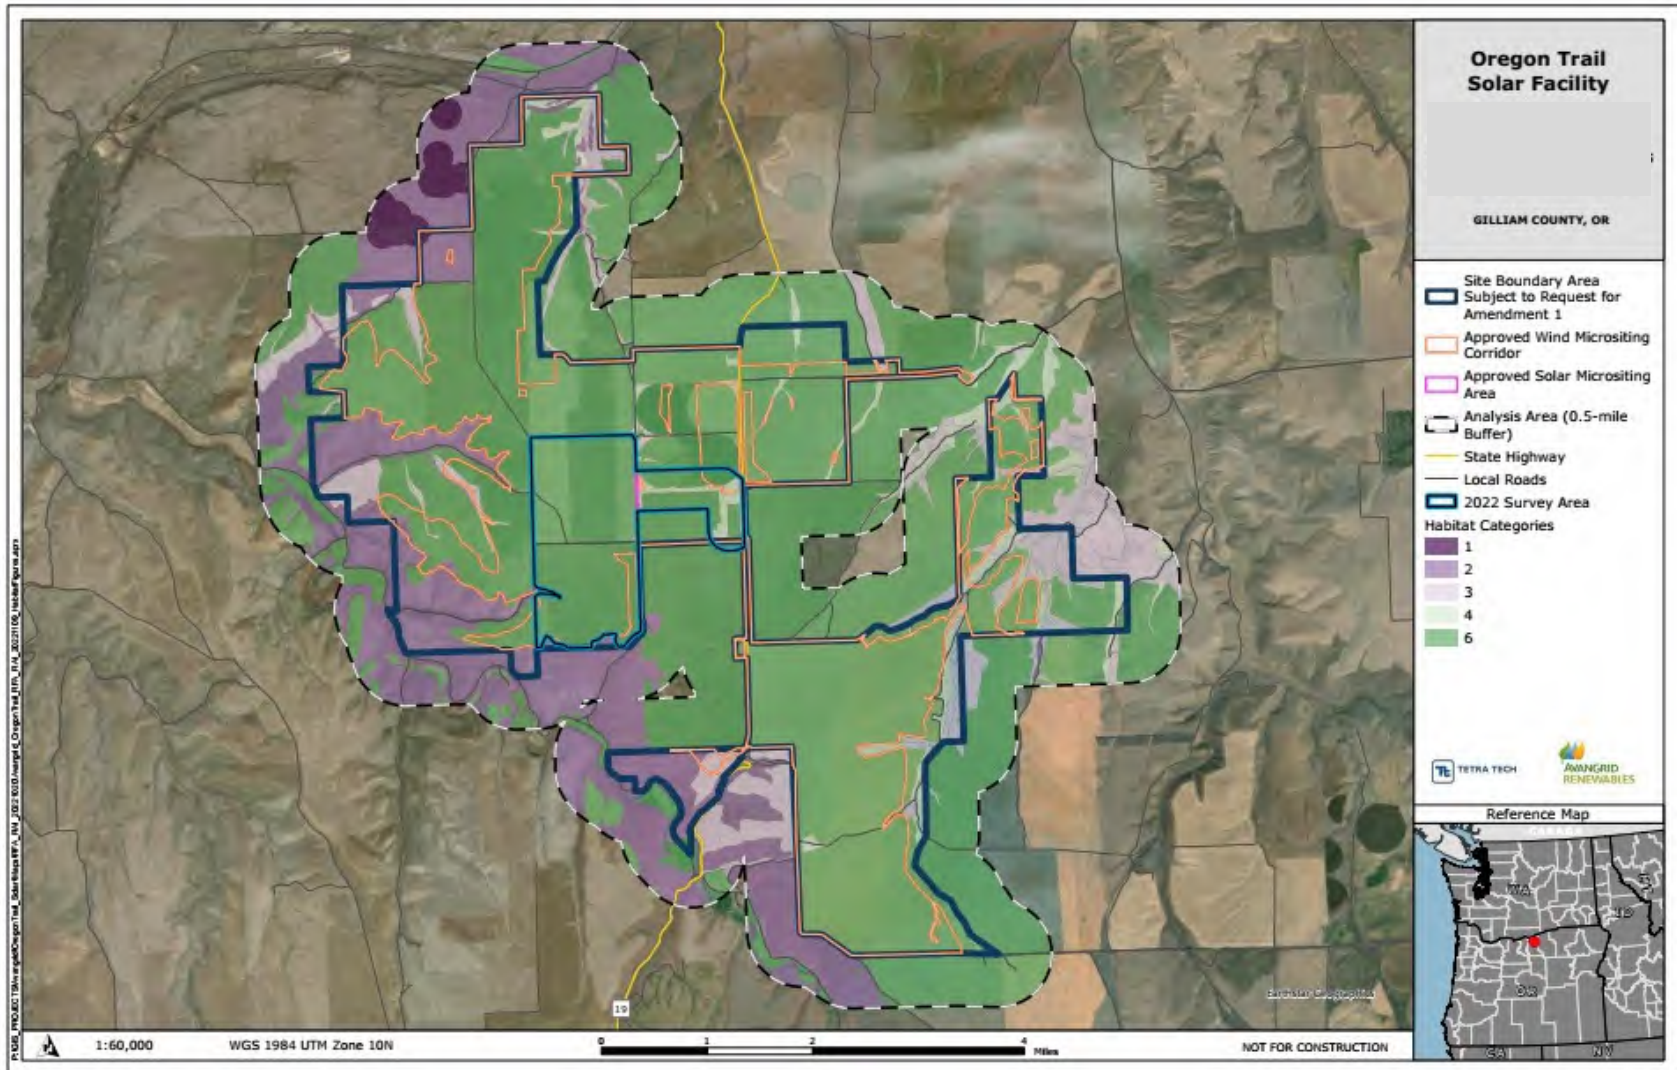 Oregon Trail
Solar Facility
GILLIAM COUNTY, OR
Site Boundary Area
Subject to Request for
Amendment 1
Approved Wind Micrositing
Corridor
Approved Solar Micrositing
Area
Analysis Area (0.5-mile
Buffer)
State Highway
Local Roads
2022 Survey Area
Habitat Categories
1
2
3
4
6
TETRA TECH
AVANGRID
RENEWABLES
Reference Map
CANADA
WA
ID
OR
CA
NV
19
Earthstar Geographics
1:60,000
WGS 1984 UTM Zone 10N
0 1 2 4
Miles
NOT FOR CONSTRUCTION